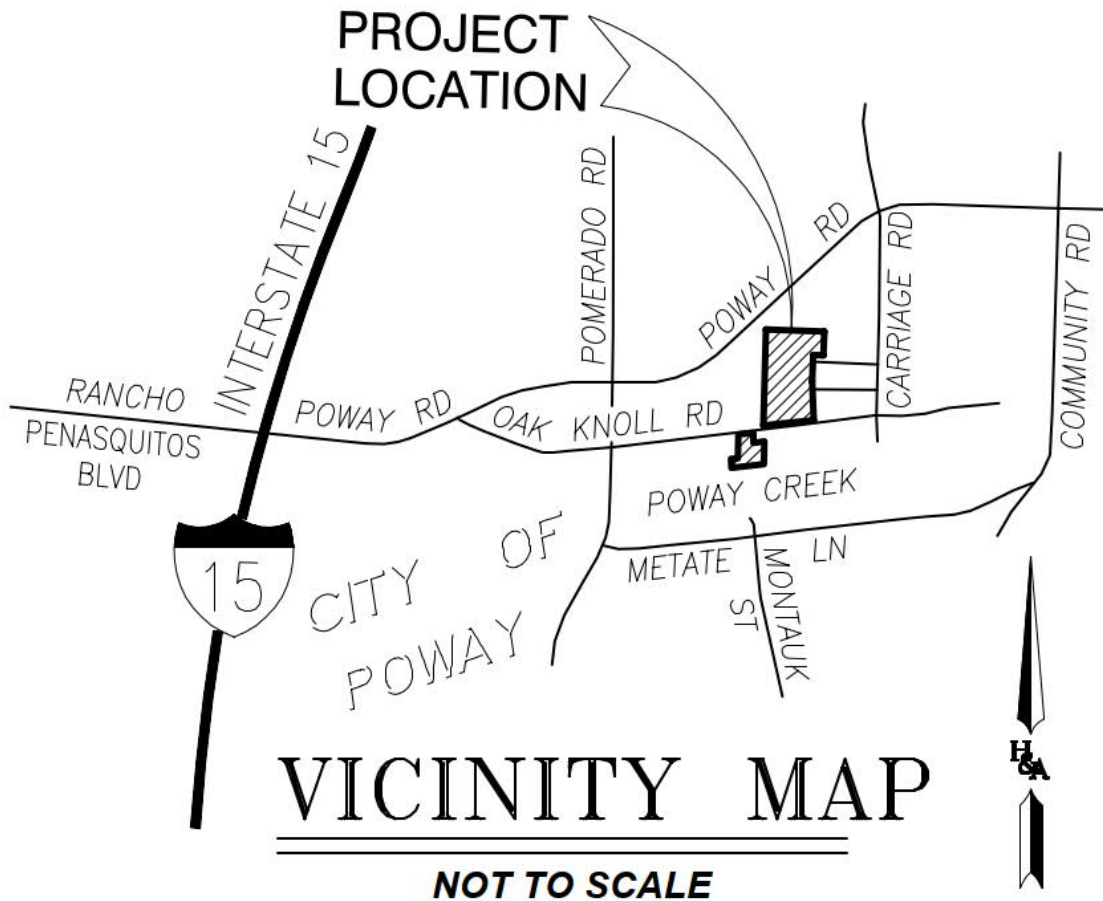 PROJECT
LOCATION
INTERSTATE 15
POMERADO RD
POWAY RD
CARRIAGE RD
COMMUNITY RD
RANCHO
PENASQUITOS
BLVD
POWAY RD
OAK KNOLL RD
POWAY CREEK
METATE LN
MONTAUK
ST
15
CITY OF
POWAY
H&A
VICINITY MAP
NOT TO SCALE